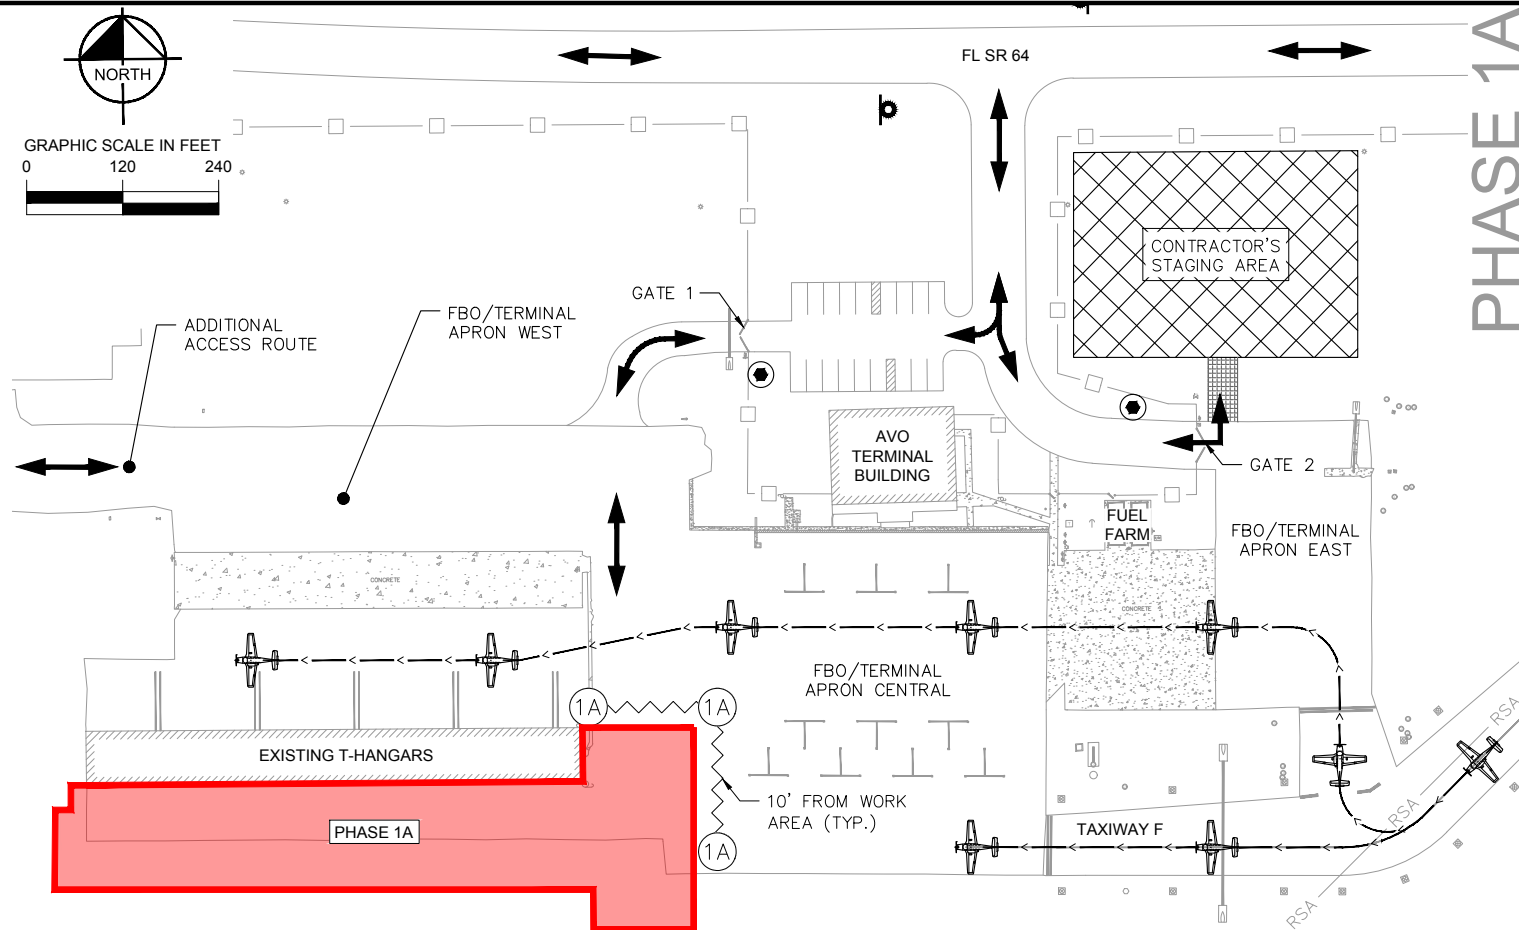 NORTH
GRAPHIC SCALE IN FEET
0 120 240
FL SR 64
PHASE 1A
CONTRACTOR'S
STAGING AREA
GATE 1
FBO/TERMINAL
APRON WEST
ADDITIONAL
ACCESS ROUTE
AVO
TERMINAL
BUILDING
GATE 2
FUEL
FARM
FBO/TERMINAL
APRON EAST
CONCRETE
CONCRETE
FBO/TERMINAL
APRON CENTRAL
1A
1A
EXISTING T-HANGARS
10' FROM WORK
AREA (TYP.)
PHASE 1A
1A
TAXIWAY F
RSA
RSA
RSA